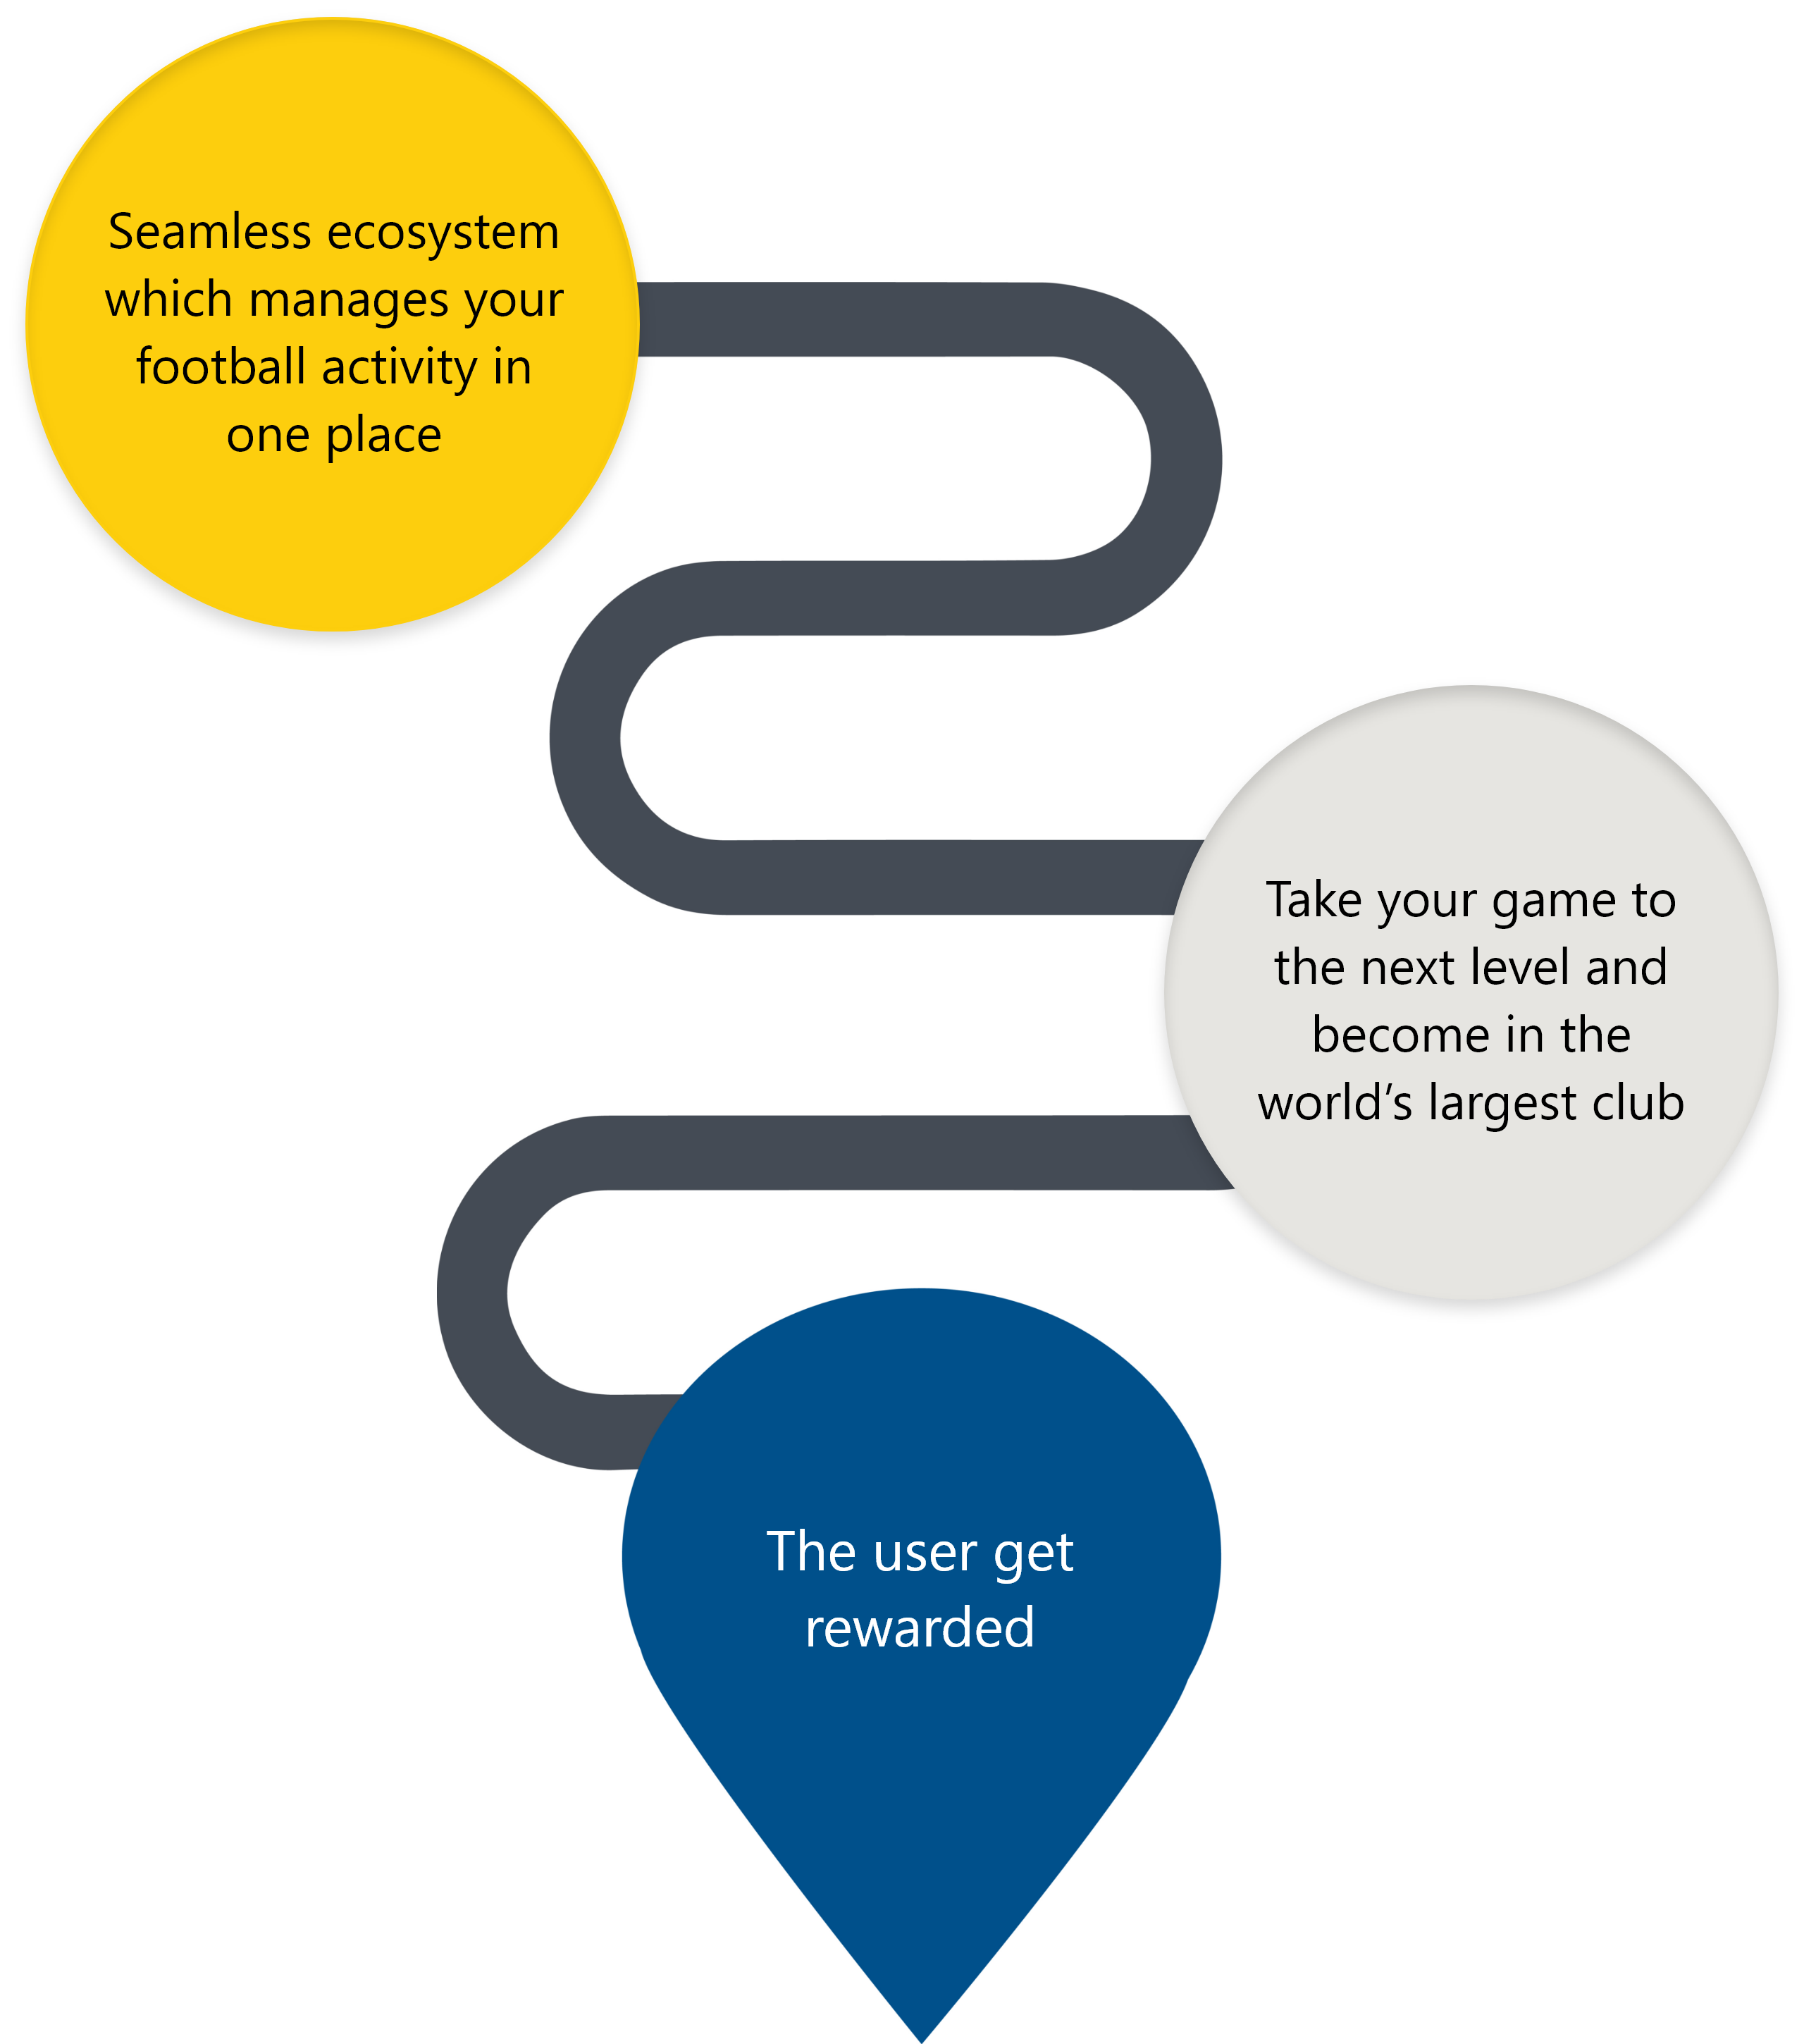 Seamless ecosystem
which manages your
football activity in
one place
Take your game to
the next level and
become in the
world’s largest club
The user get
rewarded